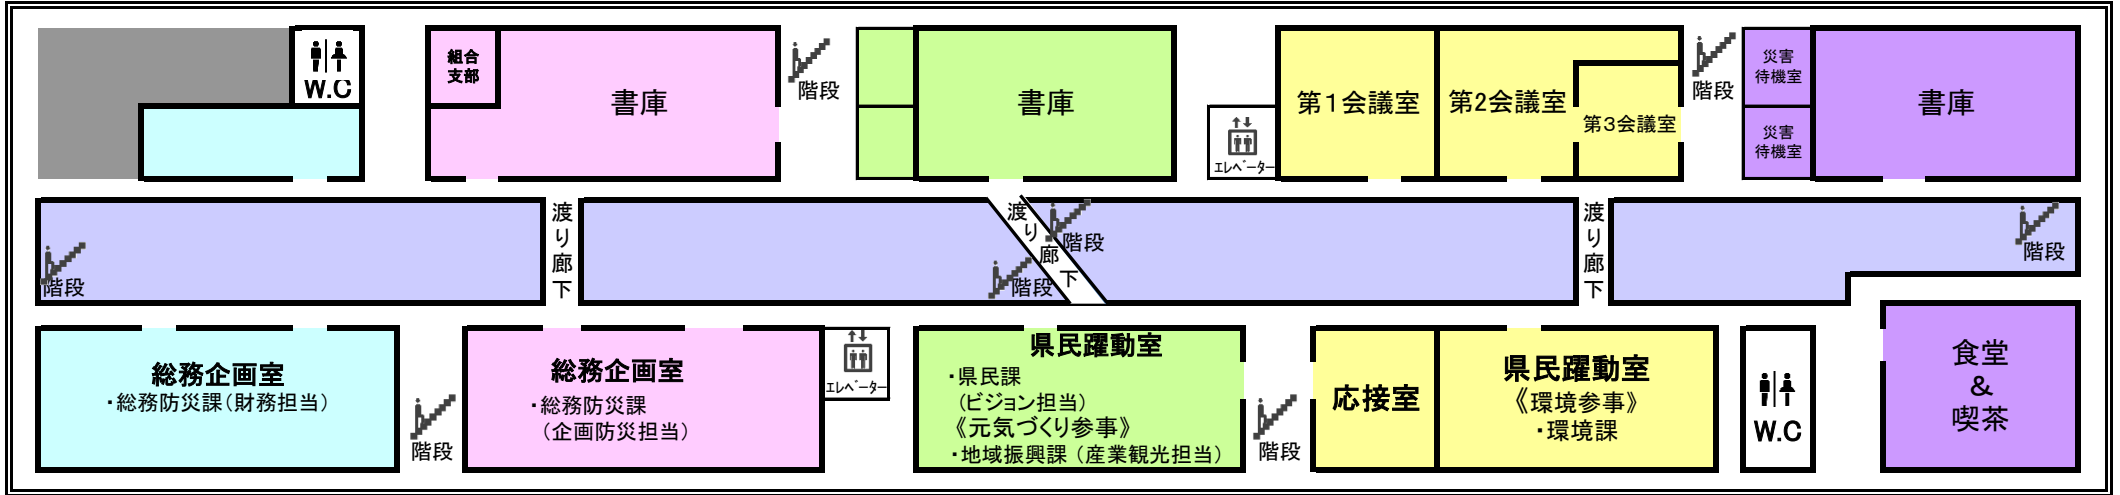 W.C
組合
支部
書庫
階段
書庫
エレベーター
第1会議室
第2会議室
第3会議室
階段
災害
待機室
災害
待機室
書庫
階段
渡り廊下
階段
渡り廊下
階段
渡り廊下
階段
総務企画室
・総務防災課(財務担当)
階段
総務企画室
・総務防災課
(企画防災担当)
エレベーター
県民躍動室
・県民課
(ビジョン担当)
《元気づくり参事》
・地域振興課(産業観光担当)
階段
応接室
県民躍動室
《環境参事》
・環境課
W.C
食堂
&
喫茶